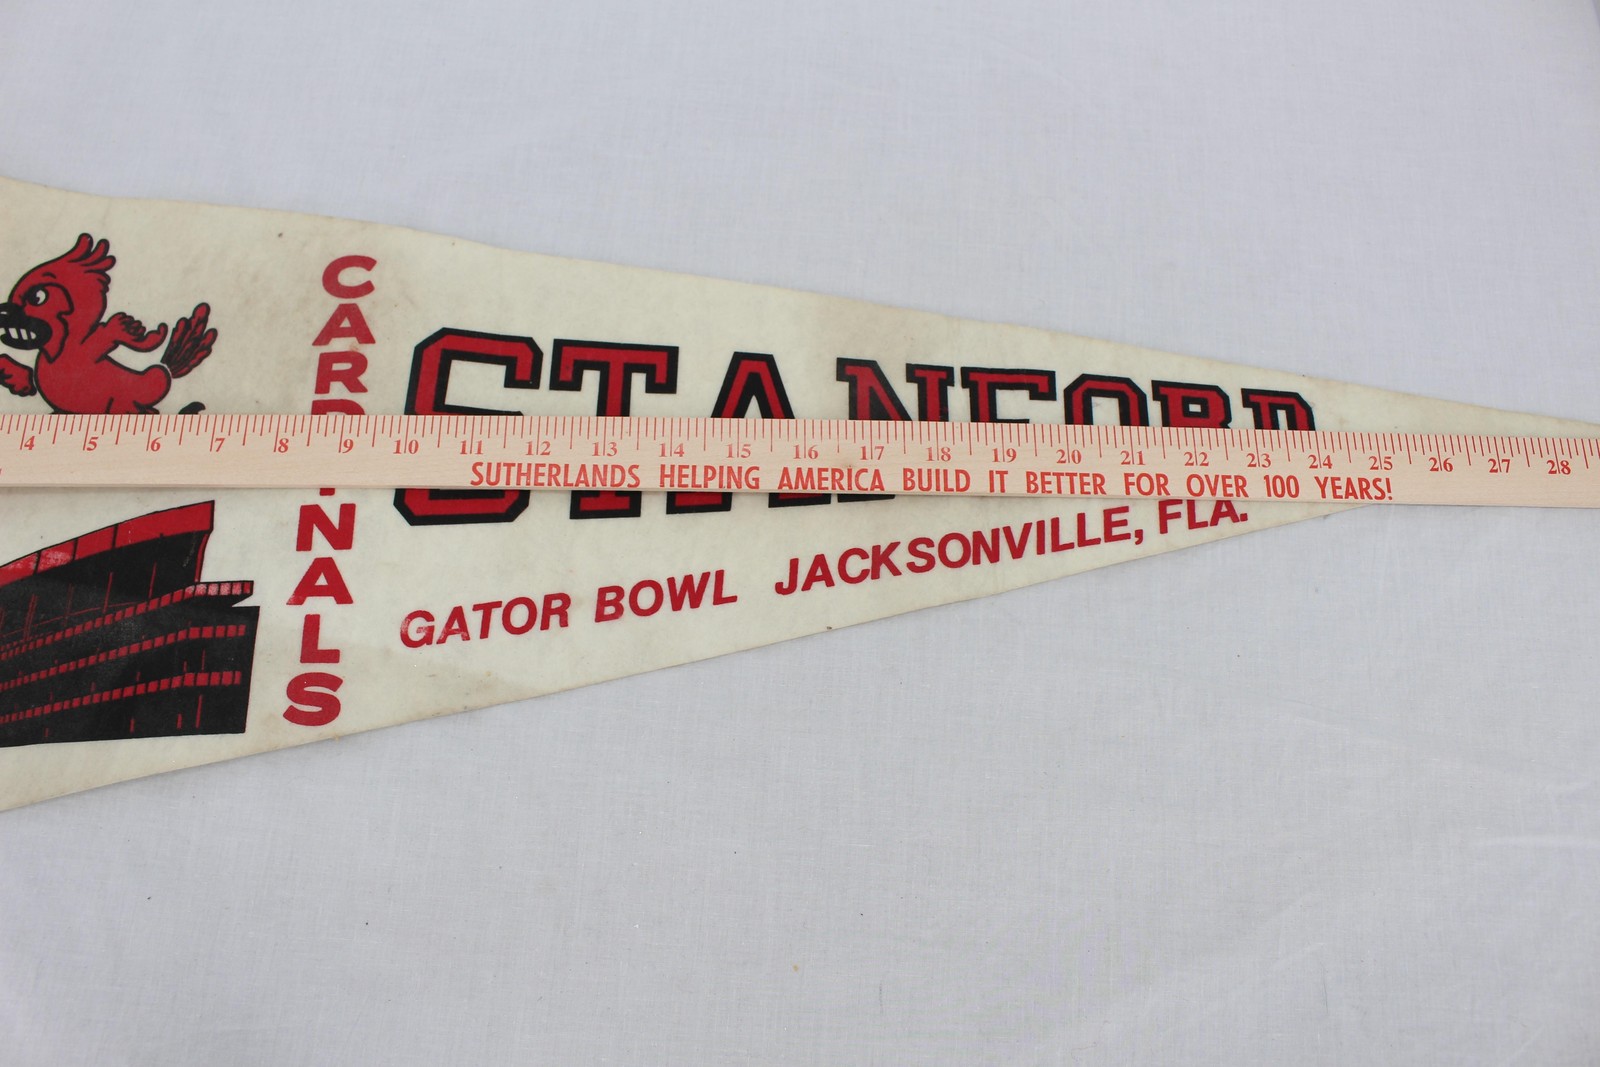 CARDINALS
STANFORD
4 5 6 7 8 9 10 11 12 13 14 15 16 17 18 19 20 21 22 23 24 25 26 27 28
SUTHERLANDS HELPING AMERICA BUILD IT BETTER FOR OVER 100 YEARS!
GATOR BOWL JACKSONVILLE, FLA.